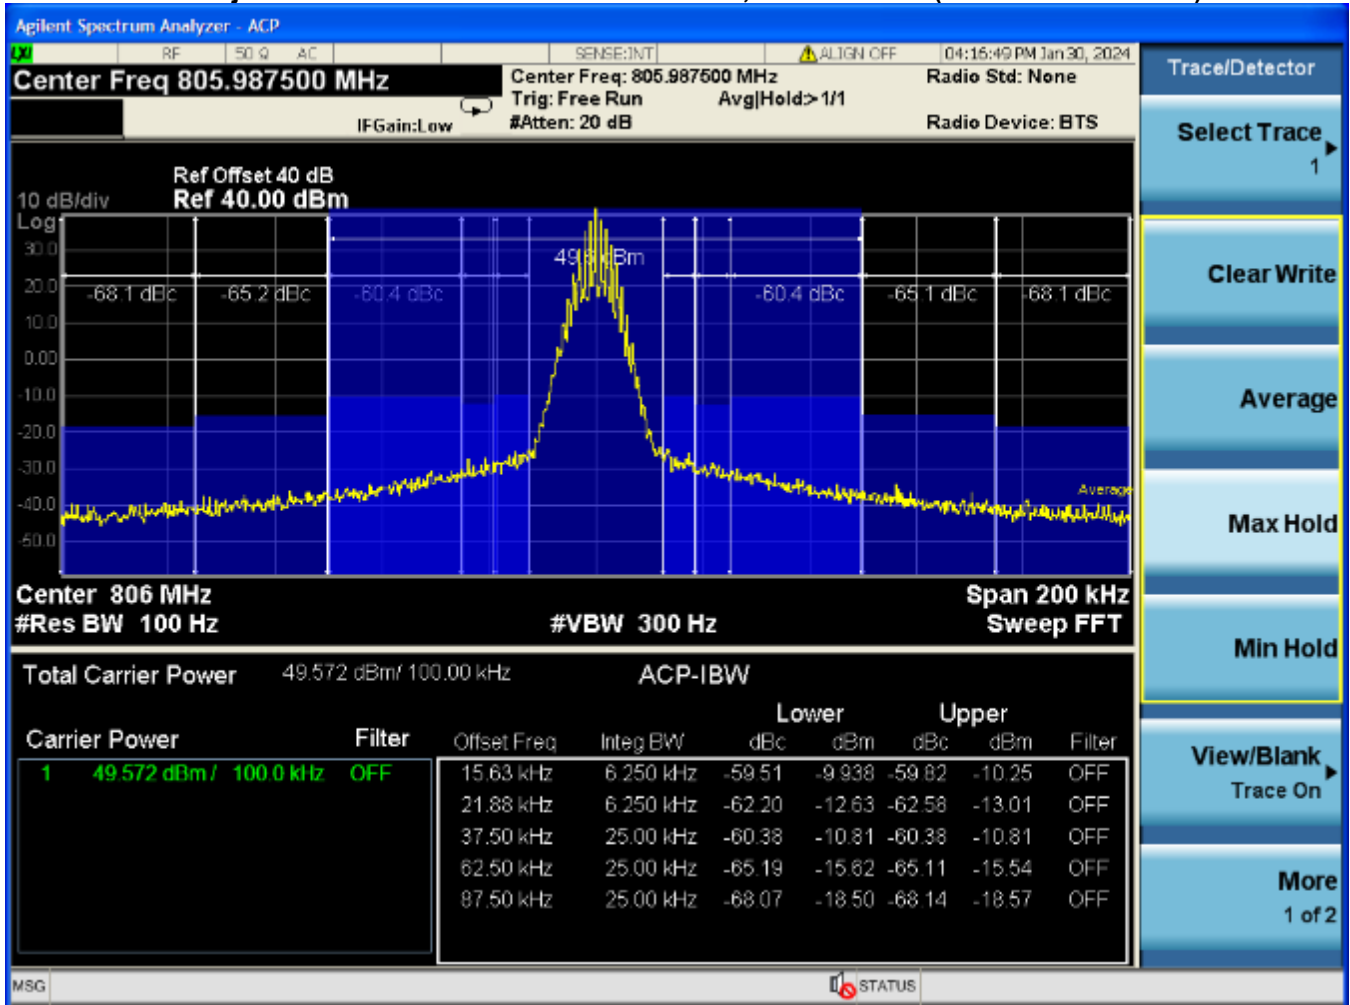 Agilent Spectrum Analyzer - ACP
LXI RF 50 Ω AC SENSE:INT ALIGN OFF 04:16:49 PM Jan 30, 2024
Center Freq 805.987500 MHz
Center Freq: 805.987500 MHz
Radio Std: None
Trig: Free Run Avg|Hold:>1/1
IFGain:Low #Atten: 20 dB Radio Device: BTS
Ref Offset 40 dB
10 dB/div Ref 40.00 dBm
Log
30.0
49.6 dBm
20.0
-68.1 dBc -65.2 dBc -60.4 dBc -60.4 dBc -65.1 dBc -68.1 dBc
10.0
0.00
-10.0
-20.0
-30.0
-40.0
Average
-50.0
Center 806 MHz Span 200 kHz
#Res BW 100 Hz #VBW 300 Hz Sweep FFT
Total Carrier Power 49.572 dBm/ 100.00 kHz ACP-IBW
Lower Upper
Carrier Power Filter Offset Freq Integ BW dBc dBm dBc dBm Filter
1 49.572 dBm / 100.0 kHz OFF 15.63 kHz 6.250 kHz -59.51 -9.938 -59.82 -10.25 OFF
21.88 kHz 6.250 kHz -62.20 -12.63 -62.58 -13.01 OFF
37.50 kHz 25.00 kHz -60.38 -10.81 -60.38 -10.81 OFF
62.50 kHz 25.00 kHz -65.19 -15.62 -65.11 -15.54 OFF
87.50 kHz 25.00 kHz -68.07 -18.50 -68.14 -18.57 OFF
MSG STATUS
Trace/Detector
Select Trace
1
Clear Write
Average
Max Hold
Min Hold
View/Blank
Trace On
More
1 of 2